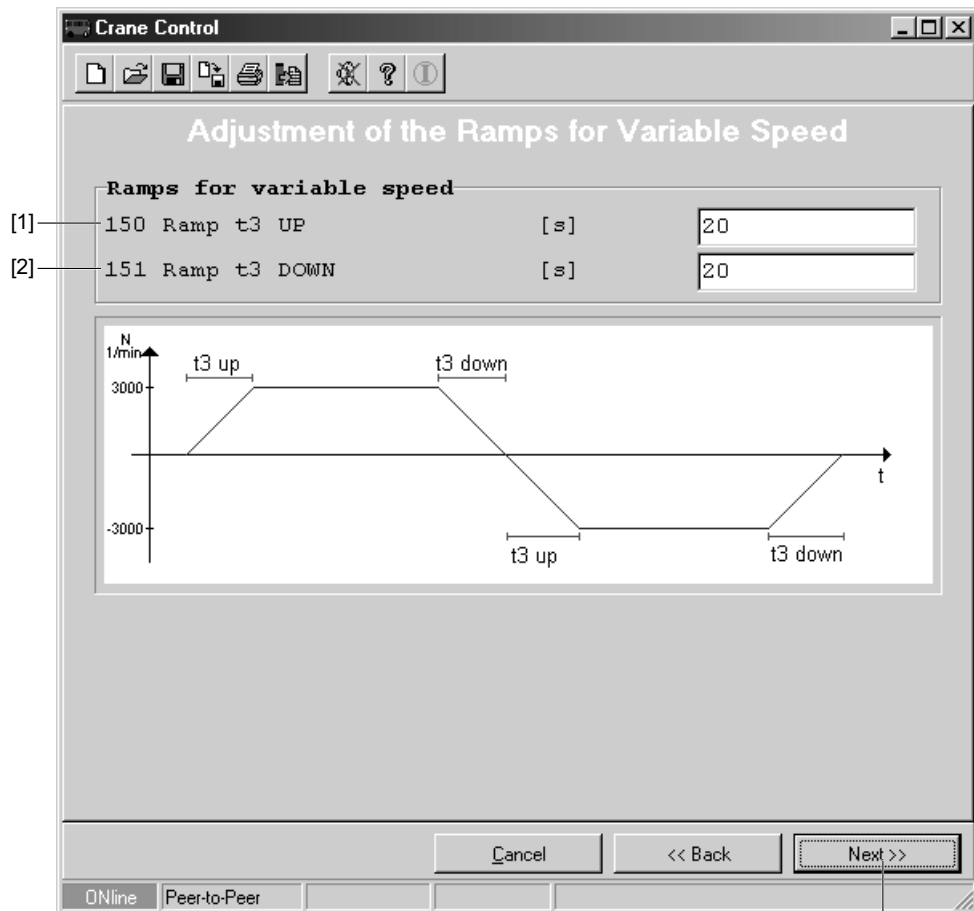 Crane Control
Adjustment of the Ramps for Variable Speed
Ramps for variable speed
[1] 150 Ramp t3 UP [s] 20
[2] 151 Ramp t3 DOWN [s] 20
N
1/min
t3 up
t3 down
3000
t
-3000
t3 up
t3 down
Cancel
<< Back
Next >>
ONline
Peer-to-Peer